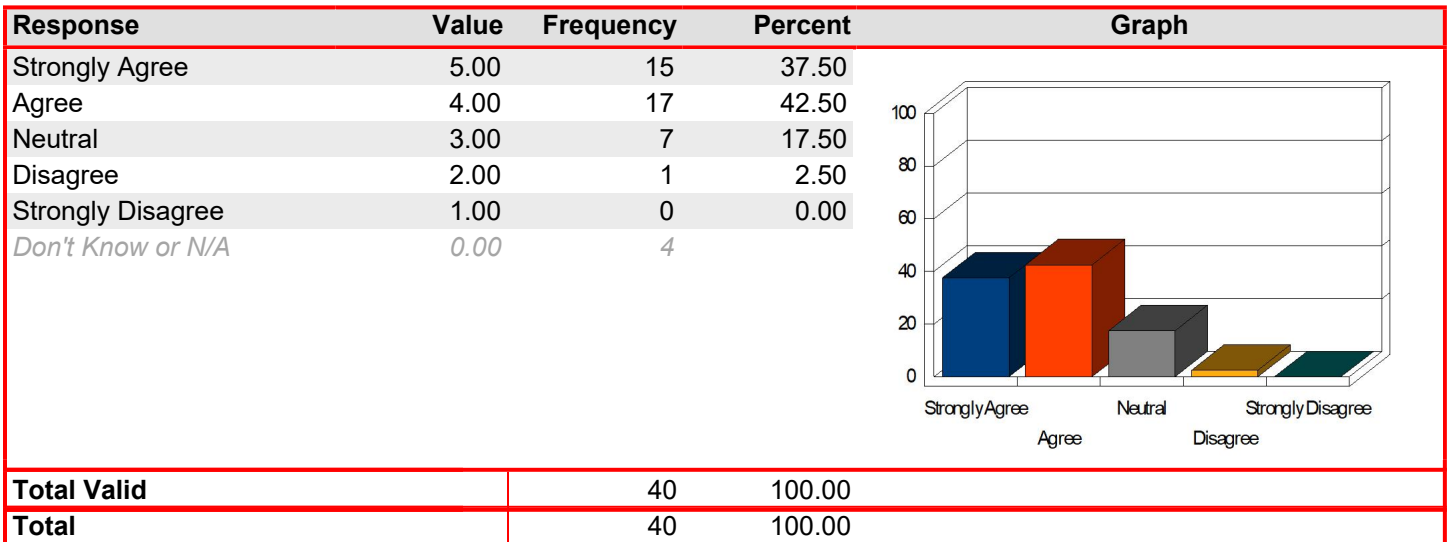 Response Value Frequency Percent Graph
Strongly Agree 5.00 15 37.50
Agree 4.00 17 42.50
Neutral 3.00 7 17.50
Disagree 2.00 1 2.50
Strongly Disagree 1.00 0 0.00
Don't Know or N/A 0.00 4
100
80
60
40
20
0
Strongly Agree Neutral Strongly Disagree
Agree Disagree
Total Valid 40 100.00
Total 40 100.00